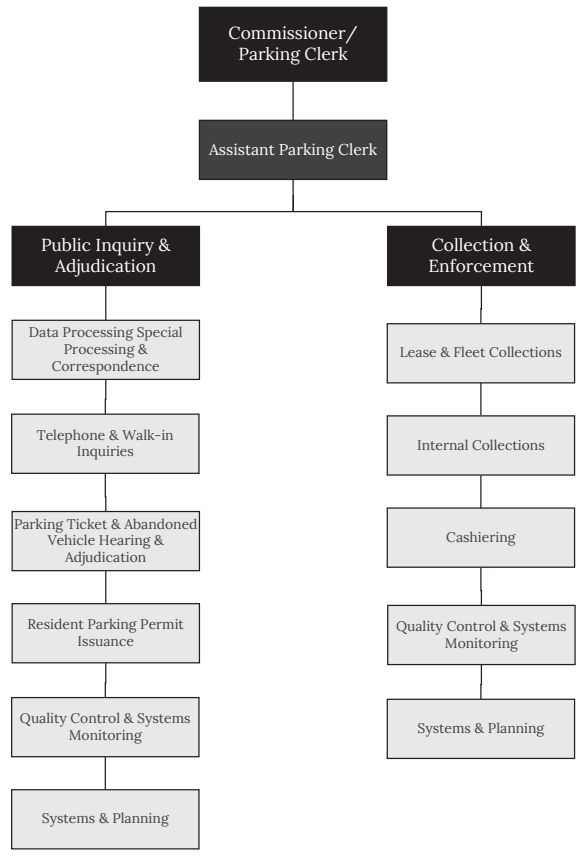 Commissioner/
Parking Clerk
Assistant Parking Clerk
Public Inquiry &
Adjudication
Data Processing Special
Processing &
Correspondence
Telephone & Walk-in
Inquiries
Parking Ticket & Abandoned
Vehicle Hearing &
Adjudication
Resident Parking Permit
Issuance
Quality Control & Systems
Monitoring
Systems & Planning
Collection &
Enforcement
Lease & Fleet Collections
Internal Collections
Cashiering
Quality Control & Systems
Monitoring
Systems & Planning